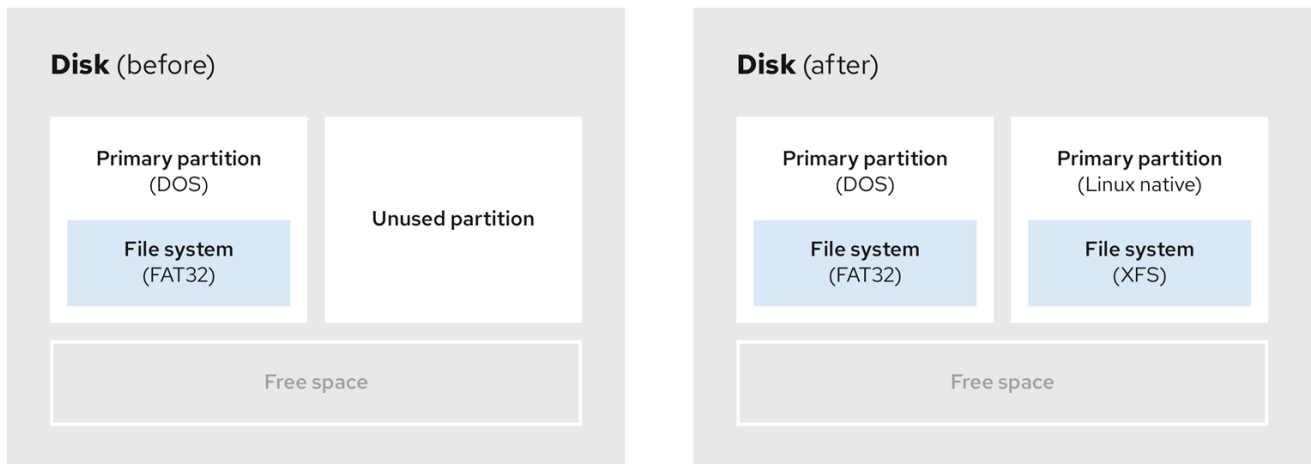 Disk (before)
Primary partition
(DOS)
File system
(FAT32)
Unused partition
Free space
Disk (after)
Primary partition
(DOS)
File system
(FAT32)
Primary partition
(Linux native)
File system
(XFS)
Free space